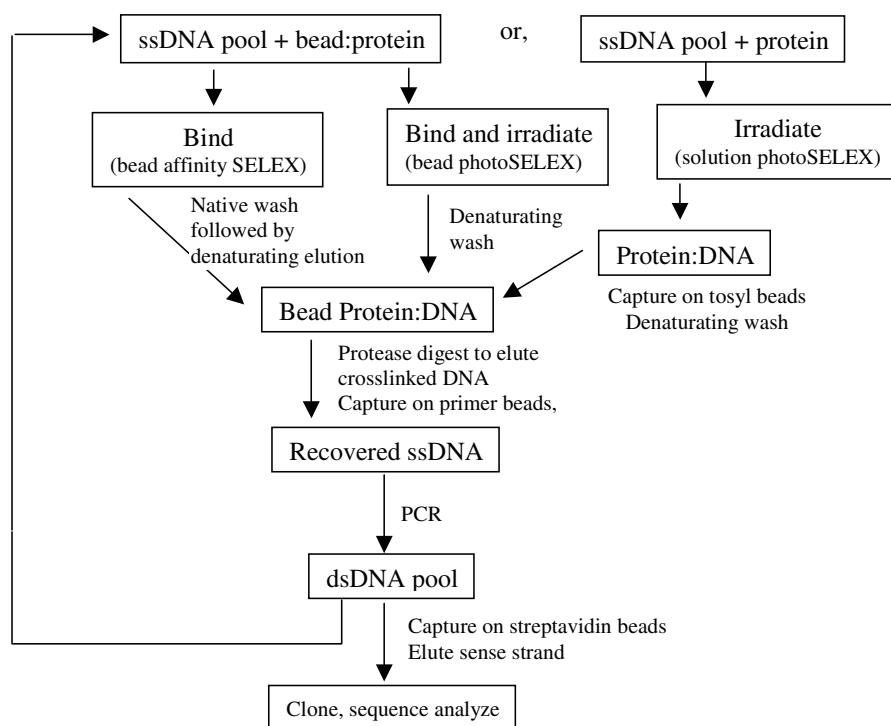 ssDNA pool + bead:protein
or,
ssDNA pool + protein
Bind
(bead affinity SELEX)
Bind and irradiate
(bead photoSELEX)
Irradiate
(solution photoSELEX)
Native wash
followed by
denaturating elution
Denaturating
wash
Protein:DNA
Capture on tosyl beads
Denaturating wash
Bead Protein:DNA
Protease digest to elute
crosslinked DNA
Capture on primer beads,
Recovered ssDNA
PCR
dsDNA pool
Capture on streptavidin beads
Elute sense strand
Clone, sequence analyze